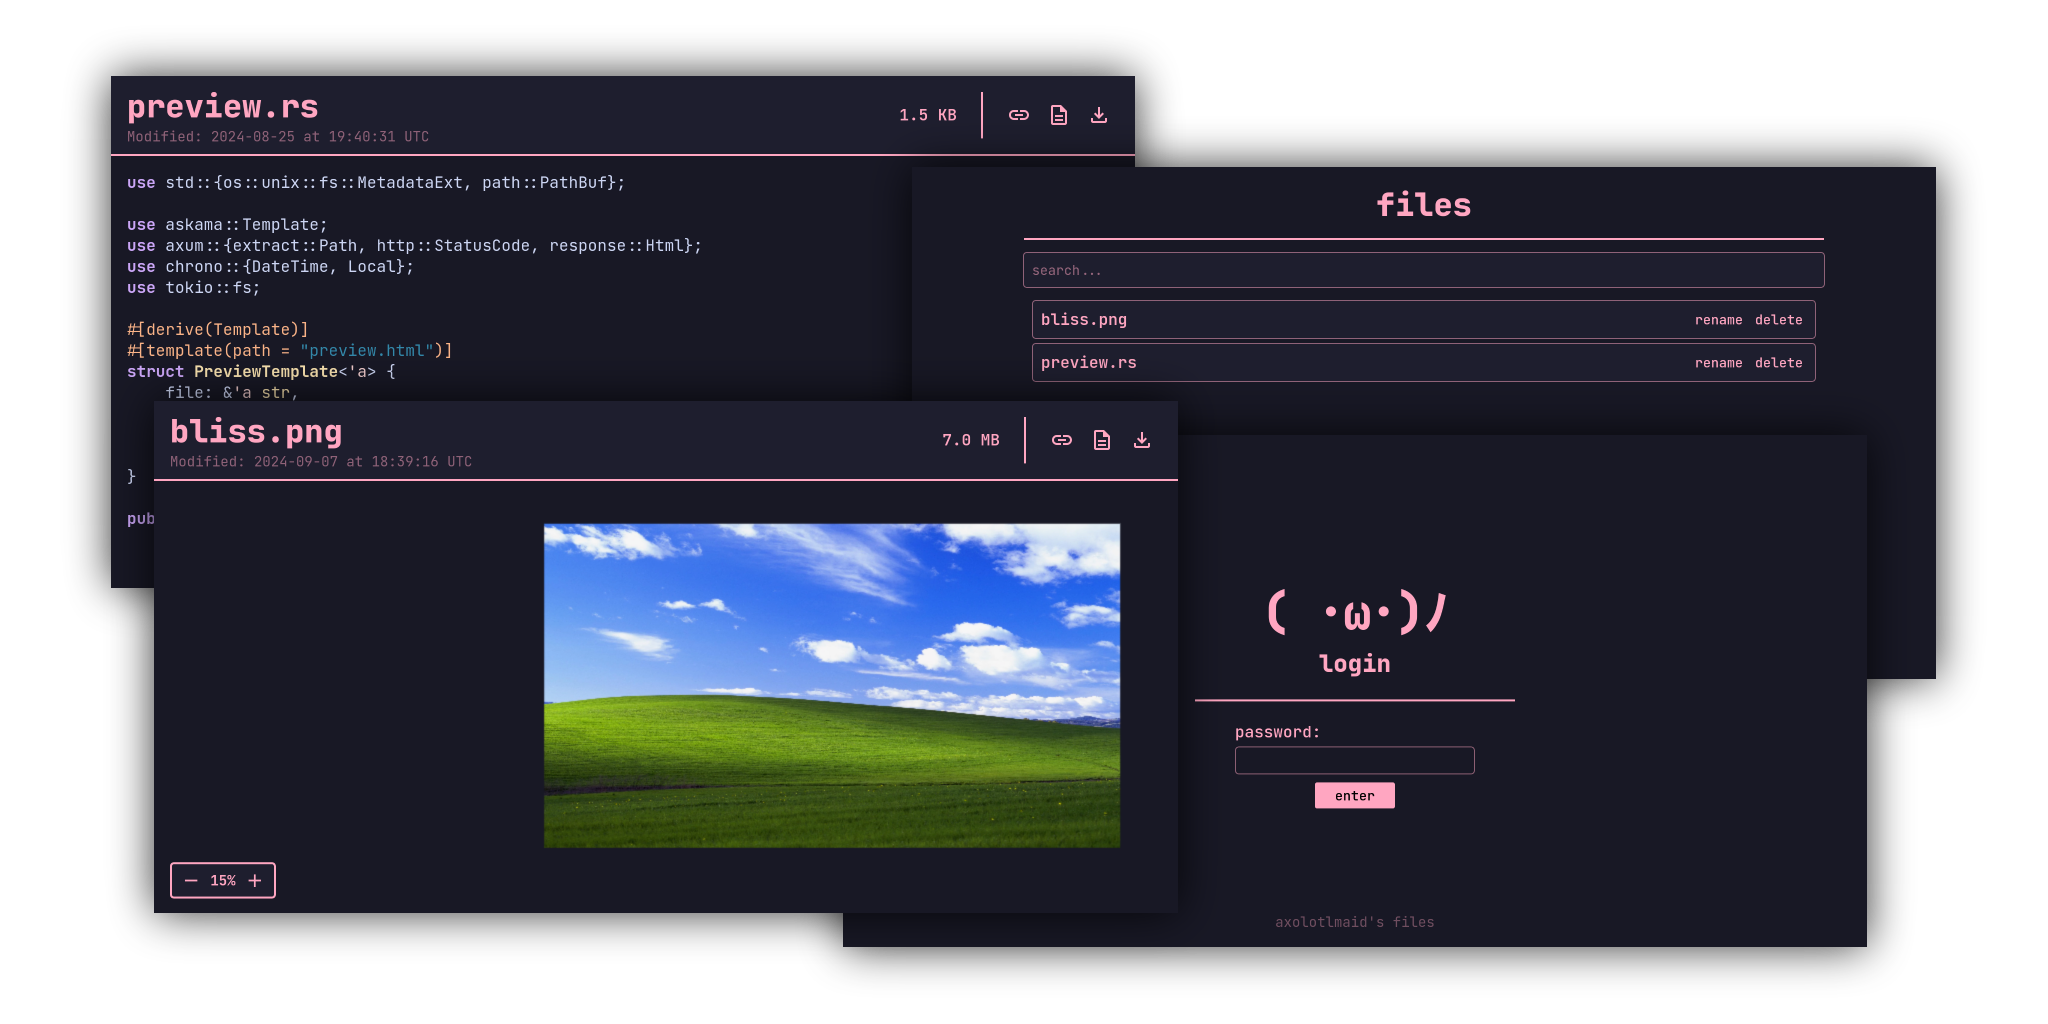 preview.rs
Modified: 2024-08-25 at 19:40:31 UTC
1.5 KB
use std::{os::unix::fs::MetadataExt, path::PathBuf};
use askama::Template;
use axum::{extract::Path, http::StatusCode, response::Html};
use chrono::{DateTime, Local};
use tokio::fs;
#[derive(Template)]
#[template(path = "preview.html")]
struct PreviewTemplate<'a> {
file: &'a str,
}
pub
files
search...
bliss.png
rename delete
preview.rs
rename delete
bliss.png
Modified: 2024-09-07 at 18:39:16 UTC
7.0 MB
− 15% +
( ·ω·)ﾉ
login
password:
enter
axolotlmaid's files